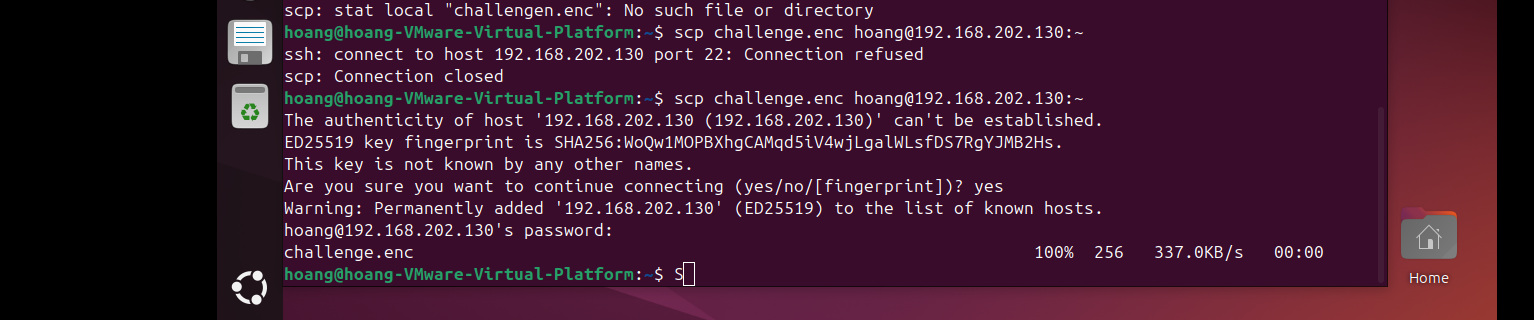 scp: stat local "challengen.enc": No such file or directory
hoang@hoang-VMware-Virtual-Platform:~$ scp challenge.enc hoang@192.168.202.130:~
ssh: connect to host 192.168.202.130 port 22: Connection refused
scp: Connection closed
hoang@hoang-VMware-Virtual-Platform:~$ scp challenge.enc hoang@192.168.202.130:~
The authenticity of host '192.168.202.130 (192.168.202.130)' can't be established.
ED25519 key fingerprint is SHA256:WoQw1MOPBXhgCAMqd5iV4wjLgalWLsfDS7RgYJMB2Hs.
This key is not known by any other names.
Are you sure you want to continue connecting (yes/no/[fingerprint])? yes
Warning: Permanently added '192.168.202.130' (ED25519) to the list of known hosts.
hoang@192.168.202.130's password:
challenge.enc 100% 256 337.0KB/s 00:00
hoang@hoang-VMware-Virtual-Platform:~$ S
Home